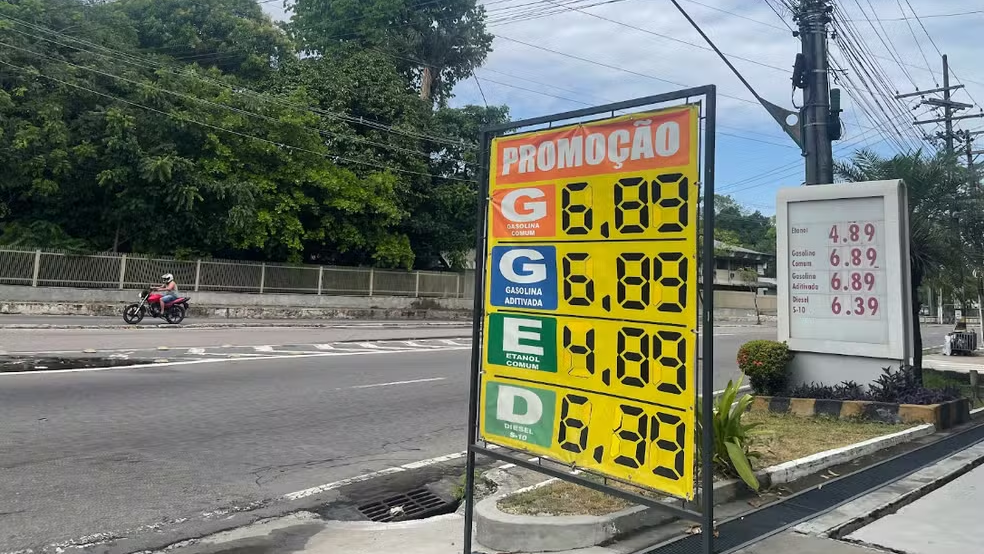 PROMOÇÃO
G 6.89
GASOLINA
COMUM
G 6.89
GASOLINA
ADITIVADA
E 4.89
ETANOL
COMUM
D 6.39
DIESEL
S-10
Etanol 4.89
Gasolina
Comum 6.89
Gasolina
Aditivada 6.89
Diesel
S-10 6.39